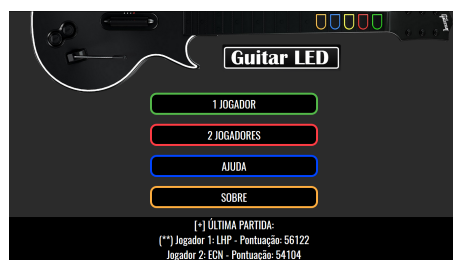 Guitar LED
1 JOGADOR
2 JOGADORES
AJUDA
SOBRE
[+] ÚLTIMA PARTIDA:
(**) Jogador 1: LHP - Pontuação: 56122
Jogador 2: ECN - Pontuação: 54104